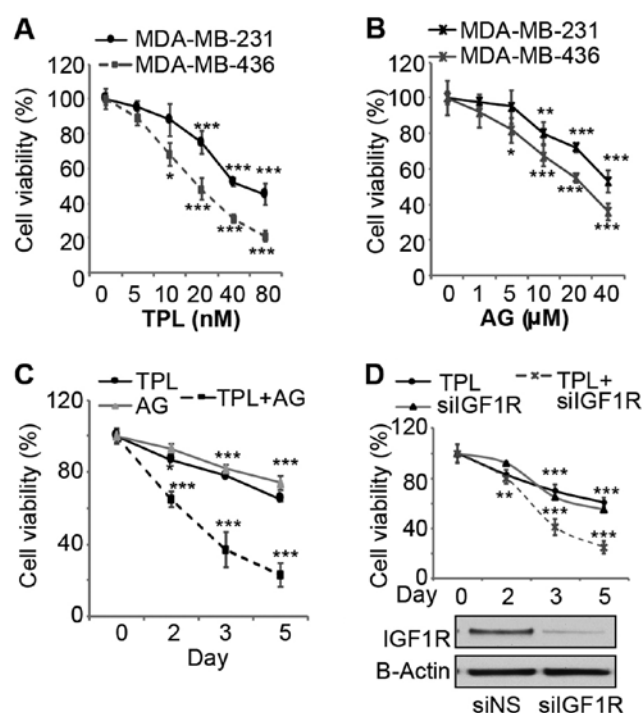 A
MDA-MB-231
MDA-MB-436
Cell viability (%)
120
100
80
60
40
20
0
***
***
***
*
***
***
***
0 5 10 20 40 80
TPL (nM)
B
MDA-MB-231
MDA-MB-436
Cell viability (%)
120
100
80
60
40
20
0
**
***
***
*
***
***
***
0 1 5 10 20 40
AG (µM)
C
TPL
AG
TPL+AG
Cell viability (%)
120
80
40
0
*
***
***
***
***
***
0 2 3 5
Day
D
TPL
siIGF1R
TPL+
siIGF1R
Cell viability (%)
120
80
40
0
***
***
**
***
***
Day 0 2 3 5
IGF1R
B-Actin
siNS siIGF1R